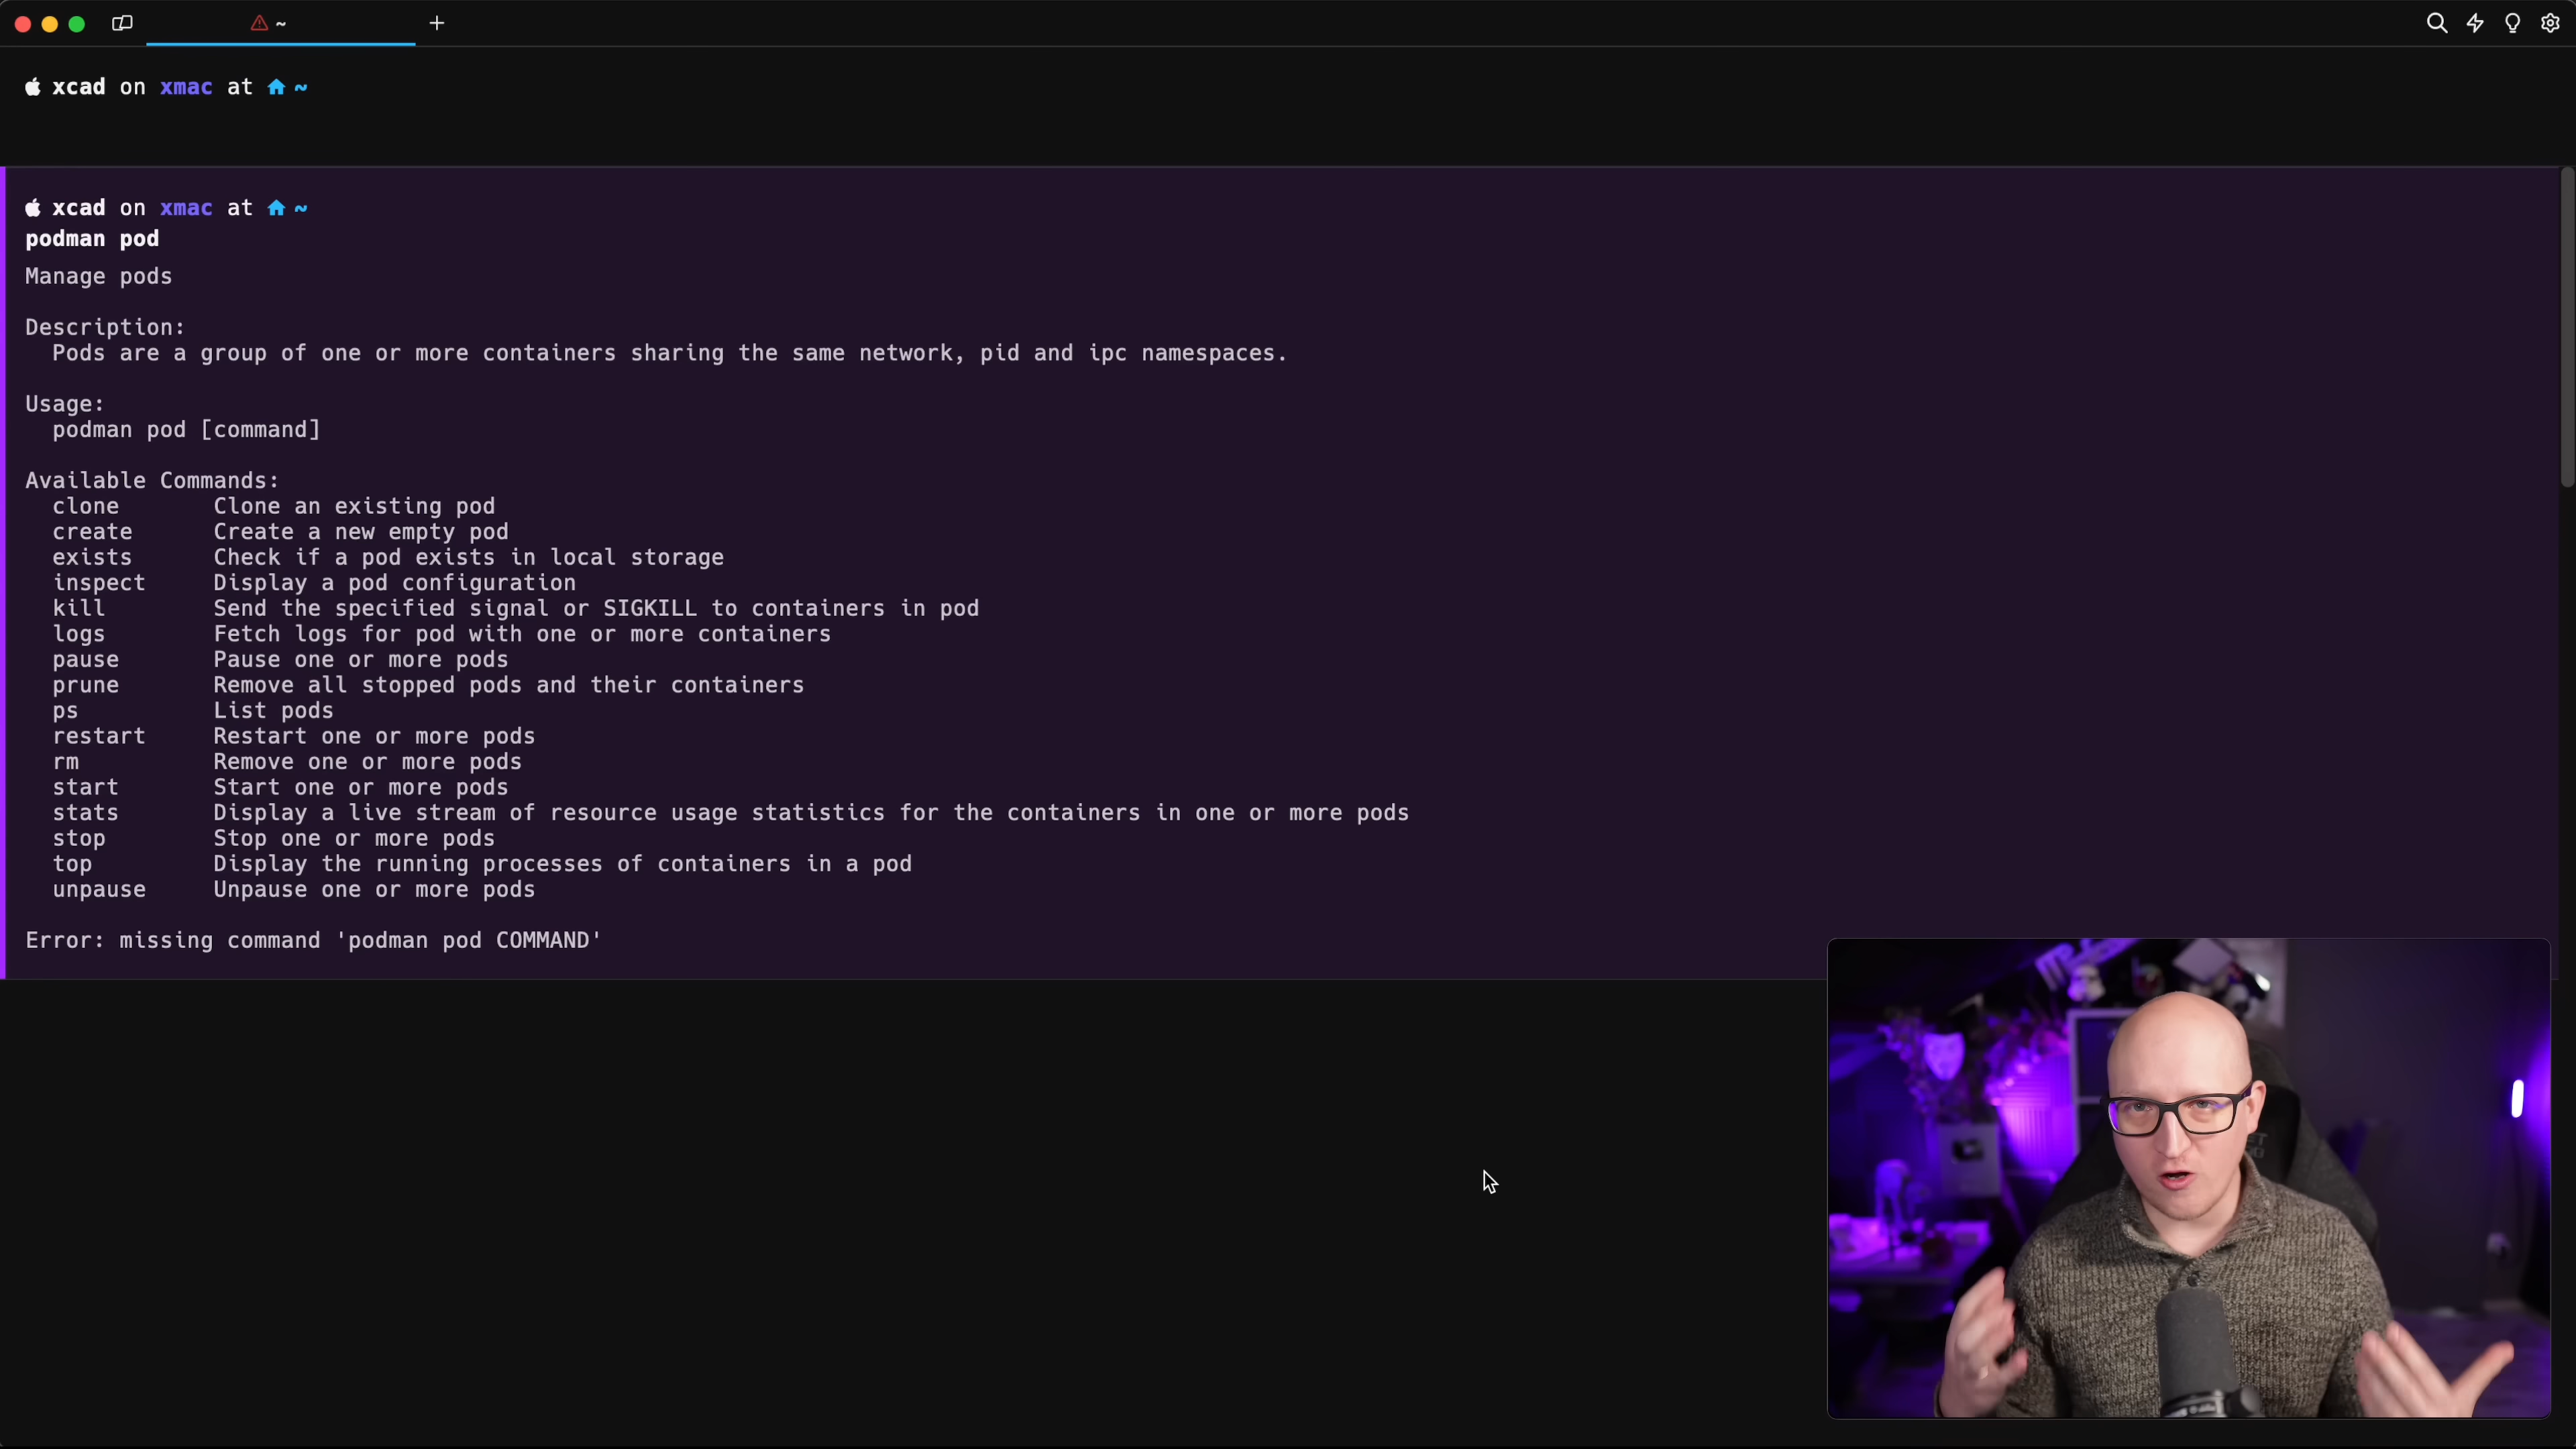 ~
xcad on xmac at ~
xcad on xmac at ~
podman pod
Manage pods
Description:
Pods are a group of one or more containers sharing the same network, pid and ipc namespaces.
Usage:
podman pod [command]
Available Commands:
clone Clone an existing pod
create Create a new empty pod
exists Check if a pod exists in local storage
inspect Display a pod configuration
kill Send the specified signal or SIGKILL to containers in pod
logs Fetch logs for pod with one or more containers
pause Pause one or more pods
prune Remove all stopped pods and their containers
ps List pods
restart Restart one or more pods
rm Remove one or more pods
start Start one or more pods
stats Display a live stream of resource usage statistics for the containers in one or more pods
stop Stop one or more pods
top Display the running processes of containers in a pod
unpause Unpause one or more pods
Error: missing command 'podman pod COMMAND'